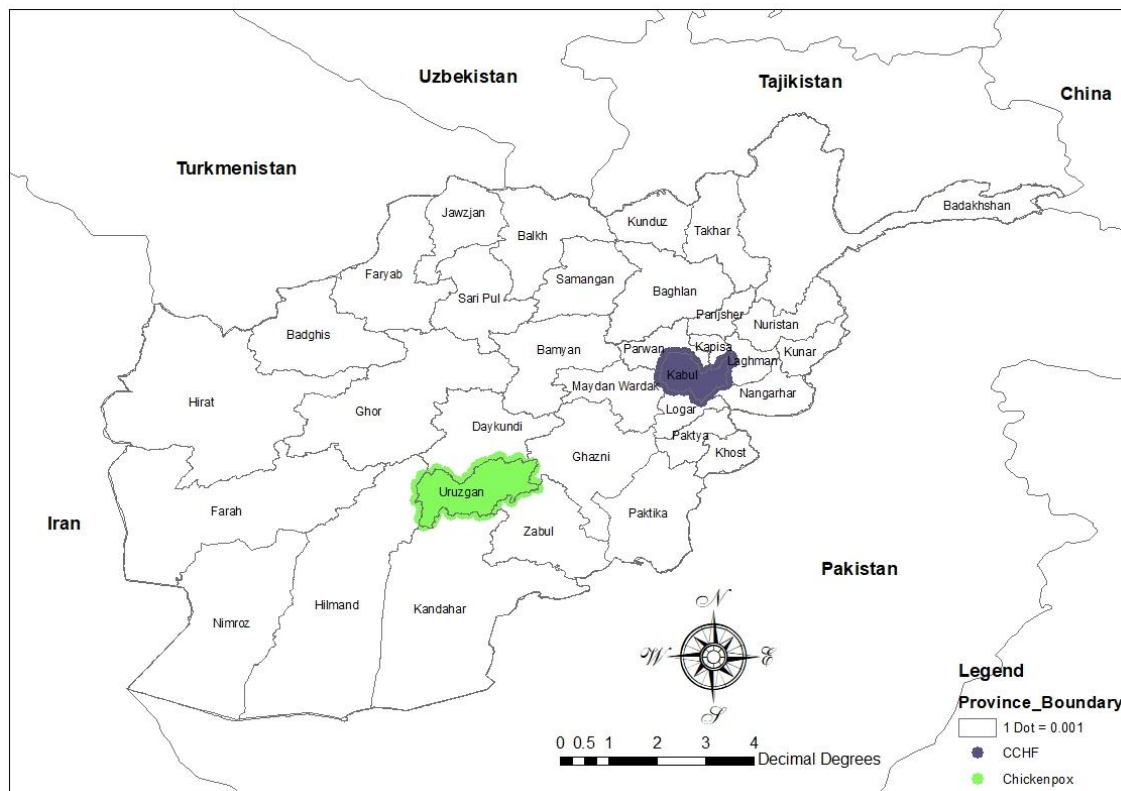 Uzbekistan
Tajikistan
China
Turkmenistan
Badakhshan
Jawzjan
Balkh
Kunduz
Takhar
Faryab
Samangan
Baghlan
Sari Pul
Panjsher
Nuristan
Badghis
Bamyan
Parwan
Kapisa
Kunar
Laghman
Kabul
Maydan Wardak
Nangarhar
Hirat
Ghor
Logar
Daykundi
Paktya
Ghazni
Khost
Uruzgan
Farah
Paktika
Iran
Zabul
Pakistan
Hilmand
Kandahar
Nimroz
N
W E
S
Legend
Province_Boundary
1 Dot = 0.001
CCHF
Chickenpox
0 0.5 1 2 3 4
Decimal Degrees